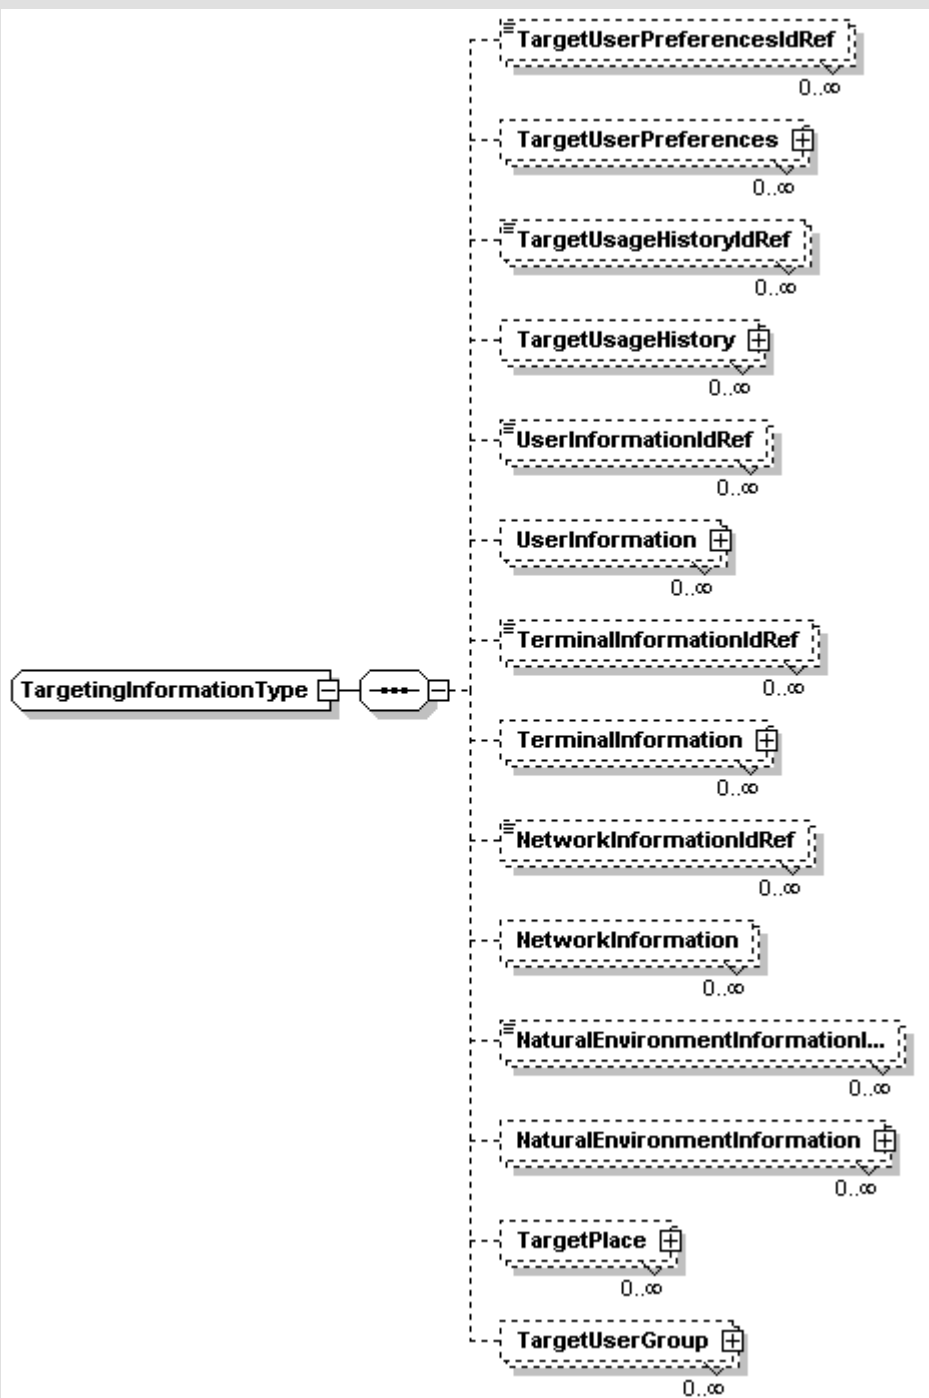 TargetUserPreferencesIdRef
0..∞
TargetUserPreferences
0..∞
TargetUsageHistoryIdRef
0..∞
TargetUsageHistory
0..∞
UserInformationIdRef
0..∞
UserInformation
0..∞
TerminalInformationIdRef
0..∞
TargetingInformationType
TerminalInformation
0..∞
NetworkInformationIdRef
0..∞
NetworkInformation
0..∞
NaturalEnvironmentInformationI...
0..∞
NaturalEnvironmentInformation
0..∞
TargetPlace
0..∞
TargetUserGroup
0..∞